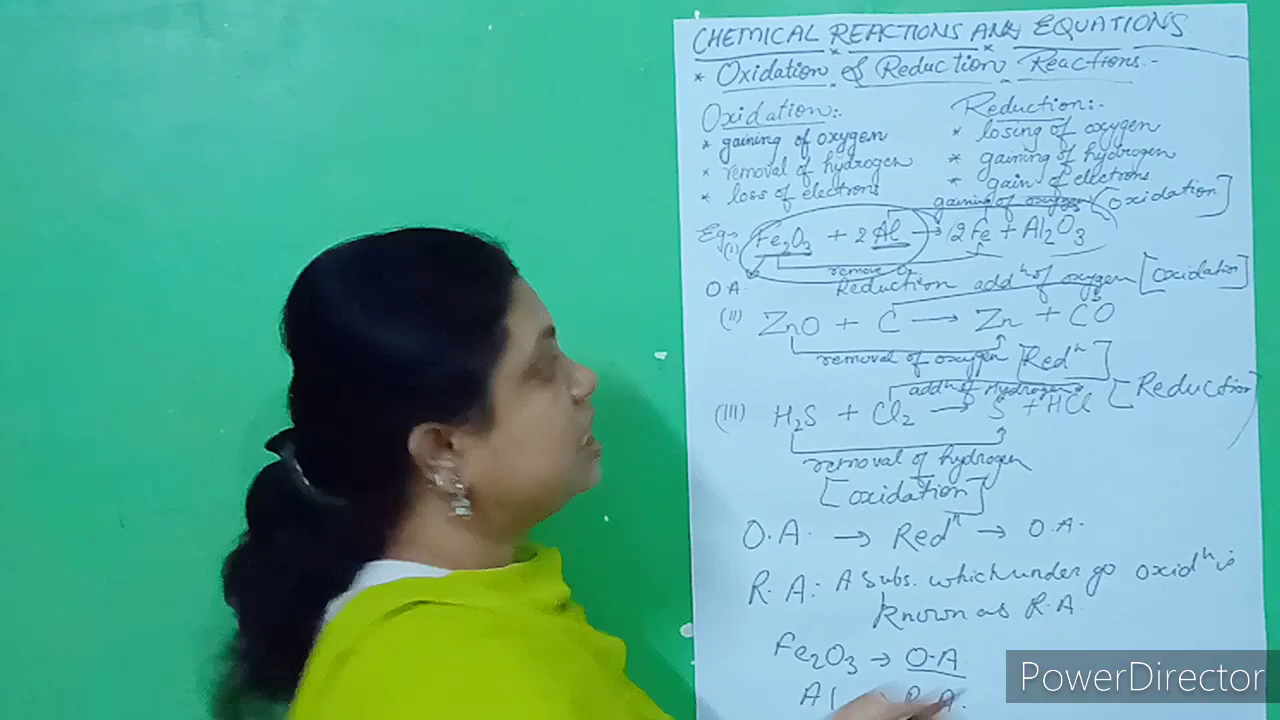 CHEMICAL REACTIONS AND EQUATIONS
* Oxidation & Reduction Reactions:-
Oxidation:-
* gaining of oxygen
* removal of hydrogen
* loss of electrons
Reduction:-
* losing of oxygen
* gaining of hydrogen
* gain of electrons
gaining of oxygen (oxidation]
Egs (I) Fe2O3 + 2Al → 2Fe + Al2O3
remove O2
O.A. Reduction
addn of oxygen [oxidation]
(II) ZnO + C → Zn + CO
removal of oxygen [Redn]
addn of Hydrogen [Reduction]
(III) H2S + Cl2 → S + HCl
removal of hydrogen
[oxidation]
O.A. → Redn → O.A.
R.A: A subs. which undergo oxidn is
known as R.A
Fe2O3 → O.A
Al R.A.
PowerDirector